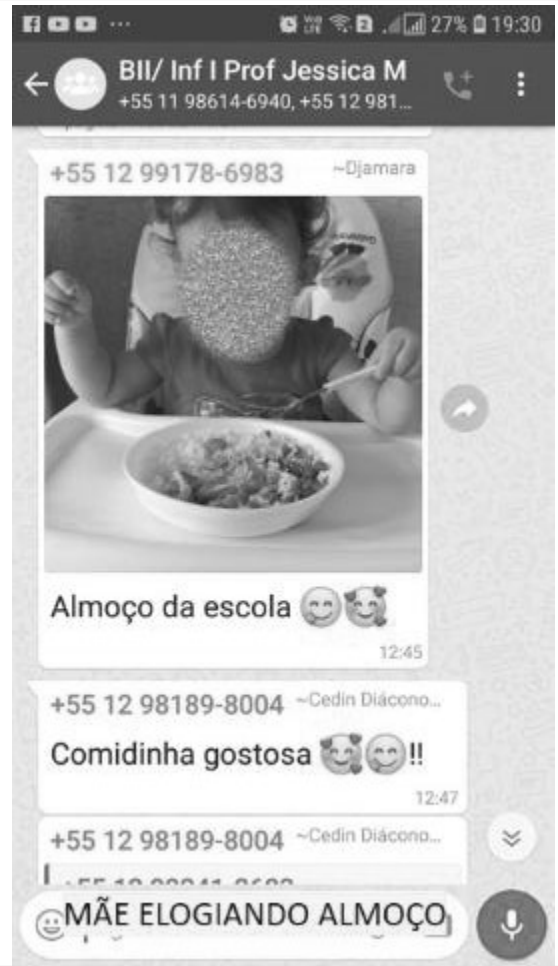 27% 19:30
BII/ Inf I Prof Jessica M
+55 11 98614-6940, +55 12 981...
+55 12 99178-6983 ~Djamara
Almoço da escola 😋🥰
12:45
+55 12 98189-8004 ~Cedin Diácono...
Comidinha gostosa 🥰😋!!
12:47
+55 12 98189-8004 ~Cedin Diácono...
MÃE ELOGIANDO ALMOÇO